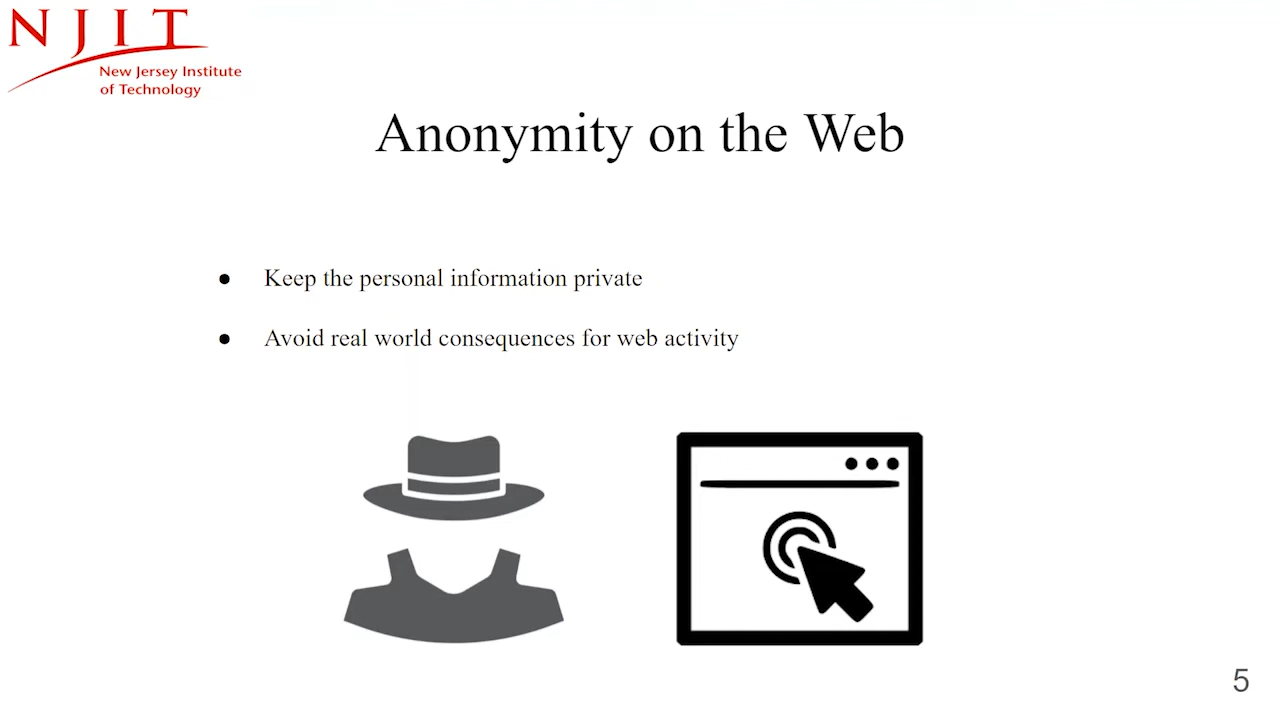 NJIT
New Jersey Institute
of Technology
Anonymity on the Web
● Keep the personal information private
● Avoid real world consequences for web activity
5